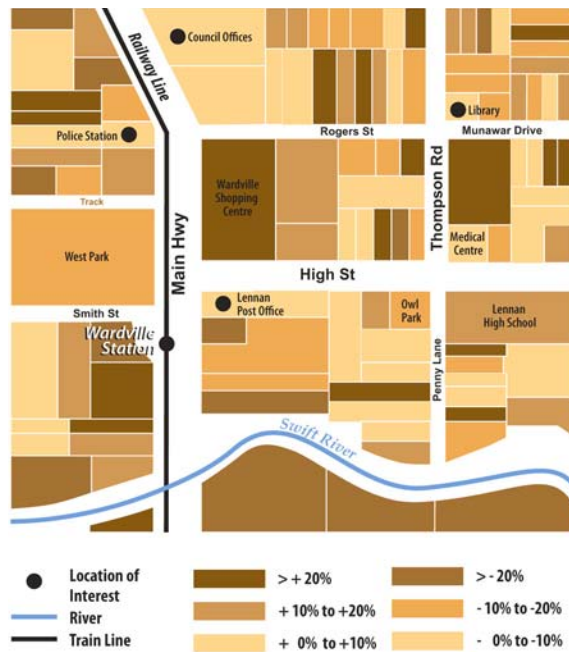 Railway Line
Council Offices
Library
Rogers St
Munawar Drive
Police Station
Track
Wardville
Shopping
Centre
Thompson Rd
Medical
Centre
West Park
Main Hwy
High St
Smith St
Lennan
Post Office
Owl
Park
Lennan
High School
Wardville
Station
Penny Lane
Swift River
Location of
Interest
River
Train Line
> + 20%
+ 10% to +20%
+ 0% to +10%
> - 20%
- 10% to -20%
- 0% to -10%